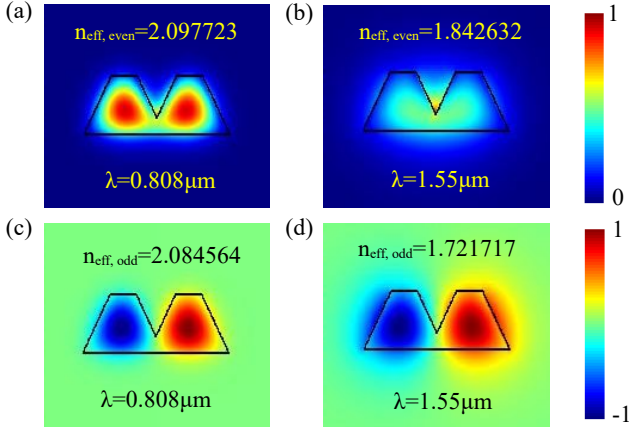 (a)
n_eff, even=2.097723
λ=0.808μm
(b)
n_eff, even=1.842632
λ=1.55μm
1
0
(c)
n_eff, odd=2.084564
λ=0.808μm
(d)
n_eff, odd=1.721717
λ=1.55μm
1
-1